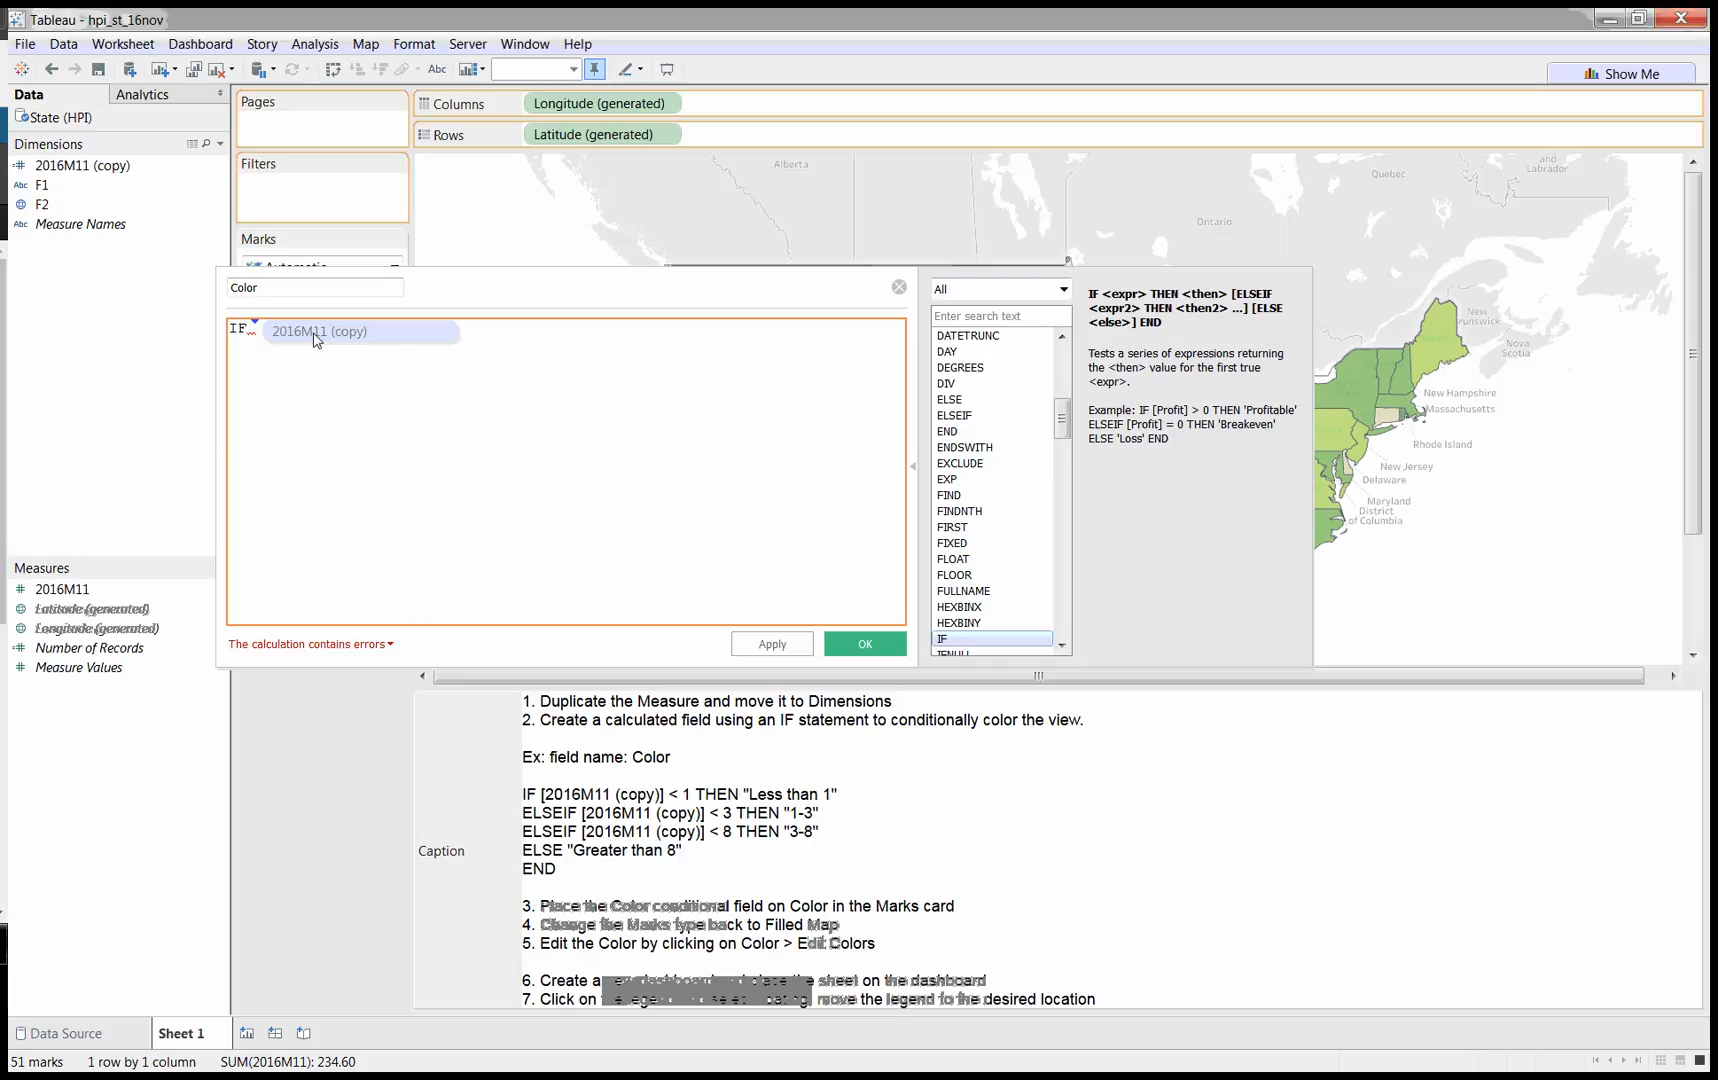 Tableau - hpi_st_16nov
File Data Worksheet Dashboard Story Analysis Map Format Server Window Help
Abc
Show Me
Data
Analytics
State (HPI)
Dimensions
2016M11 (copy)
Abc F1
F2
Abc Measure Names
Measures
2016M11
Latitude (generated)
Longitude (generated)
Number of Records
Measure Values
Pages
Filters
Marks
Automatic
Columns
Longitude (generated)
Rows
Latitude (generated)
Alberta
Ontario
Quebec
and
Labrador
New
Brunswick
Nova
Scotia
New Hampshire
Massachusetts
Rhode Island
New Jersey
Delaware
Maryland
District
of Columbia
Color
IF
2016M11 (copy)
The calculation contains errors
Apply
OK
All
Enter search text
DATETRUNC
DAY
DEGREES
DIV
ELSE
ELSEIF
END
ENDSWITH
EXCLUDE
EXP
FIND
FINDNTH
FIRST
FIXED
FLOAT
FLOOR
FULLNAME
HEXBINX
HEXBINY
IF
IFNULL
IF <expr> THEN <then> [ELSEIF
<expr2> THEN <then2> ...] [ELSE
<else>] END
Tests a series of expressions returning
the <then> value for the first true
<expr>.
Example: IF [Profit] > 0 THEN 'Profitable'
ELSEIF [Profit] = 0 THEN 'Breakeven'
ELSE 'Loss' END
Caption
1. Duplicate the Measure and move it to Dimensions
2. Create a calculated field using an IF statement to conditionally color the view.
Ex: field name: Color
IF [2016M11 (copy)] < 1 THEN "Less than 1"
ELSEIF [2016M11 (copy)] < 3 THEN "1-3"
ELSEIF [2016M11 (copy)] < 8 THEN "3-8"
ELSE "Greater than 8"
END
3. Place the Color conditional field on Color in the Marks card
4. Change the Marks type back to Filled Map
5. Edit the Color by clicking on Color > Edit Colors
6. Create a sheet on the dashboard
7. Click on move the legend to the desired location
Data Source
Sheet 1
51 marks 1 row by 1 column SUM(2016M11): 234.60